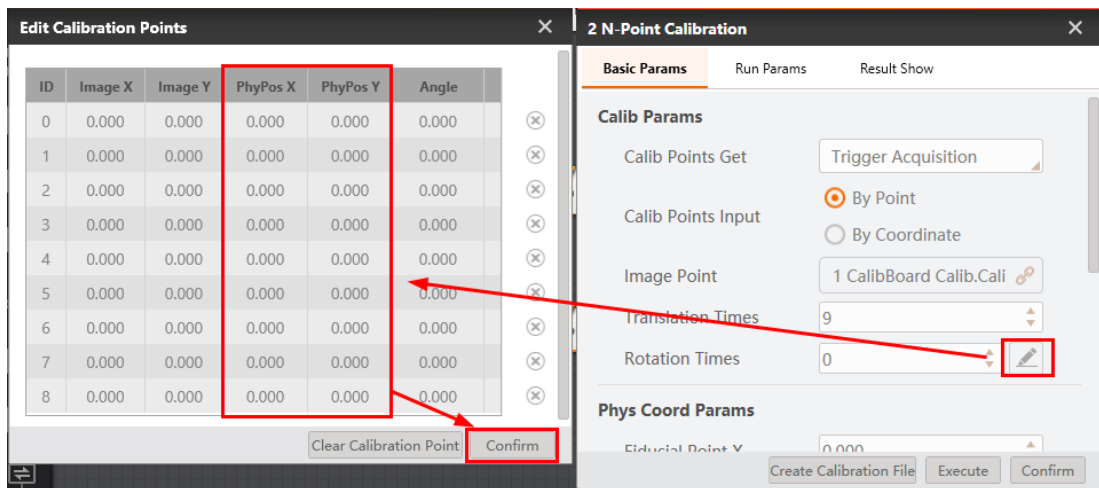 Edit Calibration Points
ID Image X Image Y PhyPos X PhyPos Y Angle
0 0.000 0.000 0.000 0.000 0.000
1 0.000 0.000 0.000 0.000 0.000
2 0.000 0.000 0.000 0.000 0.000
3 0.000 0.000 0.000 0.000 0.000
4 0.000 0.000 0.000 0.000 0.000
5 0.000 0.000 0.000 0.000 0.000
6 0.000 0.000 0.000 0.000 0.000
7 0.000 0.000 0.000 0.000 0.000
8 0.000 0.000 0.000 0.000 0.000
Clear Calibration Point Confirm
2 N-Point Calibration
Basic Params Run Params Result Show
Calib Params
Calib Points Get Trigger Acquisition
By Point
Calib Points Input
By Coordinate
Image Point 1 CalibBoard Calib.Cali
Translation Times 9
Rotation Times 0
Phys Coord Params
Fiducial Point X 0.000
Create Calibration File Execute Confirm